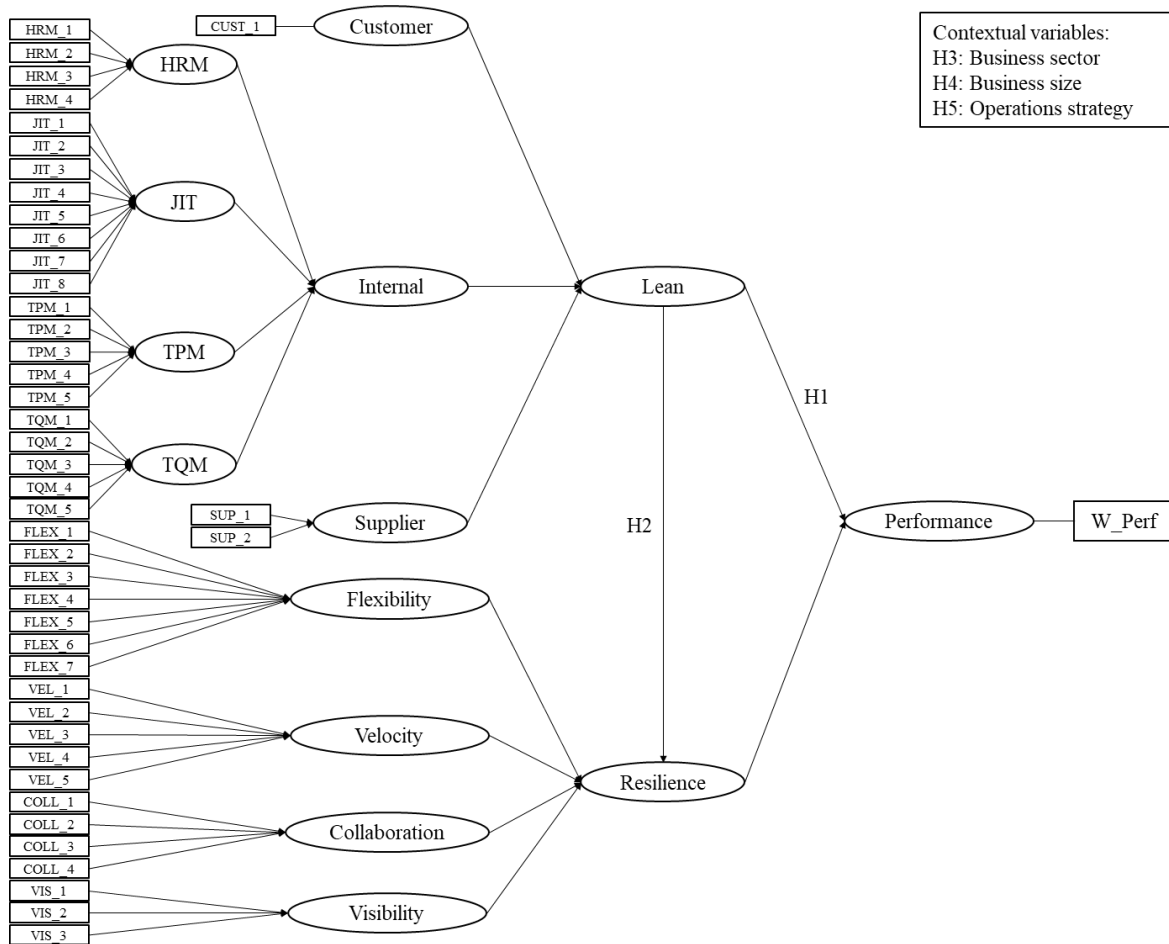 HRM_1
HRM_2
HRM_3
HRM_4
JIT_1
JIT_2
JIT_3
JIT_4
JIT_5
JIT_6
JIT_7
JIT_8
TPM_1
TPM_2
TPM_3
TPM_4
TPM_5
TQM_1
TQM_2
TQM_3
TQM_4
TQM_5
FLEX_1
FLEX_2
FLEX_3
FLEX_4
FLEX_5
FLEX_6
FLEX_7
VEL_1
VEL_2
VEL_3
VEL_4
VEL_5
COLL_1
COLL_2
COLL_3
COLL_4
VIS_1
VIS_2
VIS_3
HRM
JIT
TPM
TQM
CUST_1
SUP_1
SUP_2
Customer
Internal
Supplier
Flexibility
Velocity
Collaboration
Visibility
Lean
H2
Resilience
H1
Performance
W_Perf
Contextual variables:
H3: Business sector
H4: Business size
H5: Operations strategy